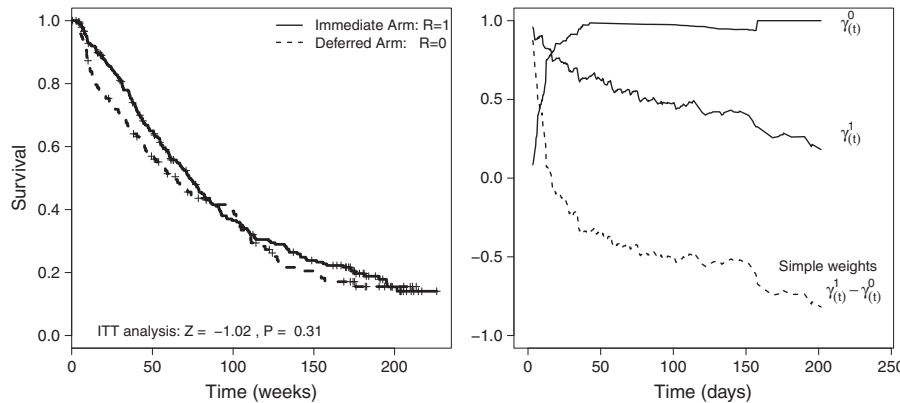 Immediate Arm: R=1
Deferred Arm: R=0
Survival
1.0
0.8
0.6
0.4
0.2
0.0
ITT analysis: Z = −1.02 , P = 0.31
0
50
100
150
200
Time (weeks)
1.0
0.5
0.0
−0.5
−1.0
γ⁰(t)
γ¹(t)
Simple weights
γ¹(t) − γ⁰(t)
0
50
100
150
200
250
Time (days)